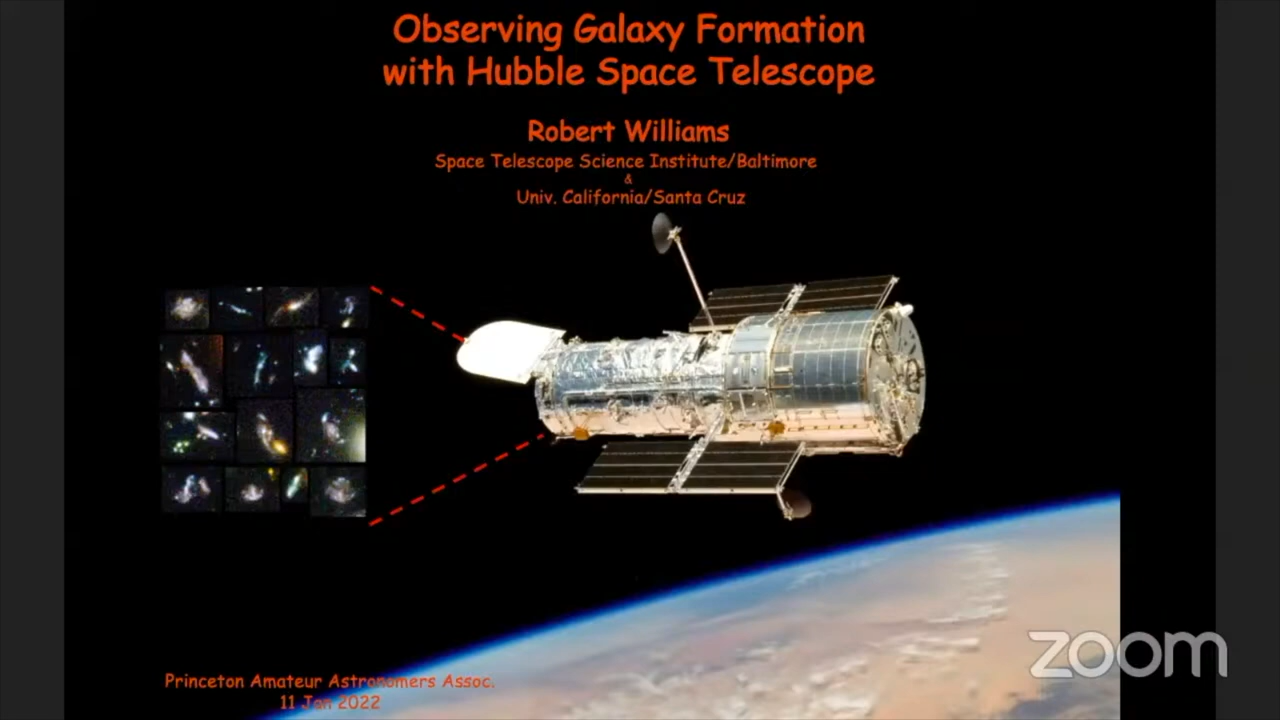 Observing Galaxy Formation
with Hubble Space Telescope
Robert Williams
Space Telescope Science Institute/Baltimore
&
Univ. California/Santa Cruz
Princeton Amateur Astronomers Assoc.
11 Jan 2022
zoom